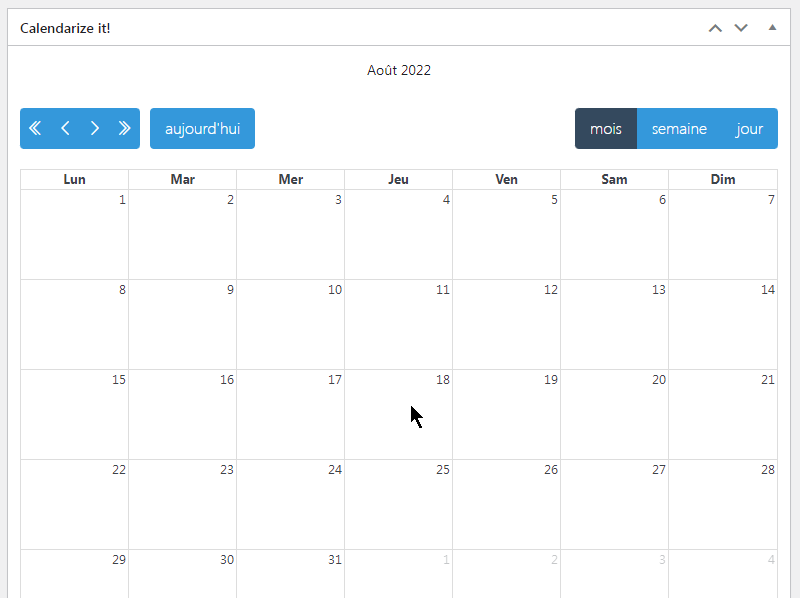 Calendarize it!
Août 2022
aujourd'hui mois semaine jour
Lun Mar Mer Jeu Ven Sam Dim
1 2 3 4 5 6 7
8 9 10 11 12 13 14
15 16 17 18 19 20 21
22 23 24 25 26 27 28
29 30 31 1 2 3 4